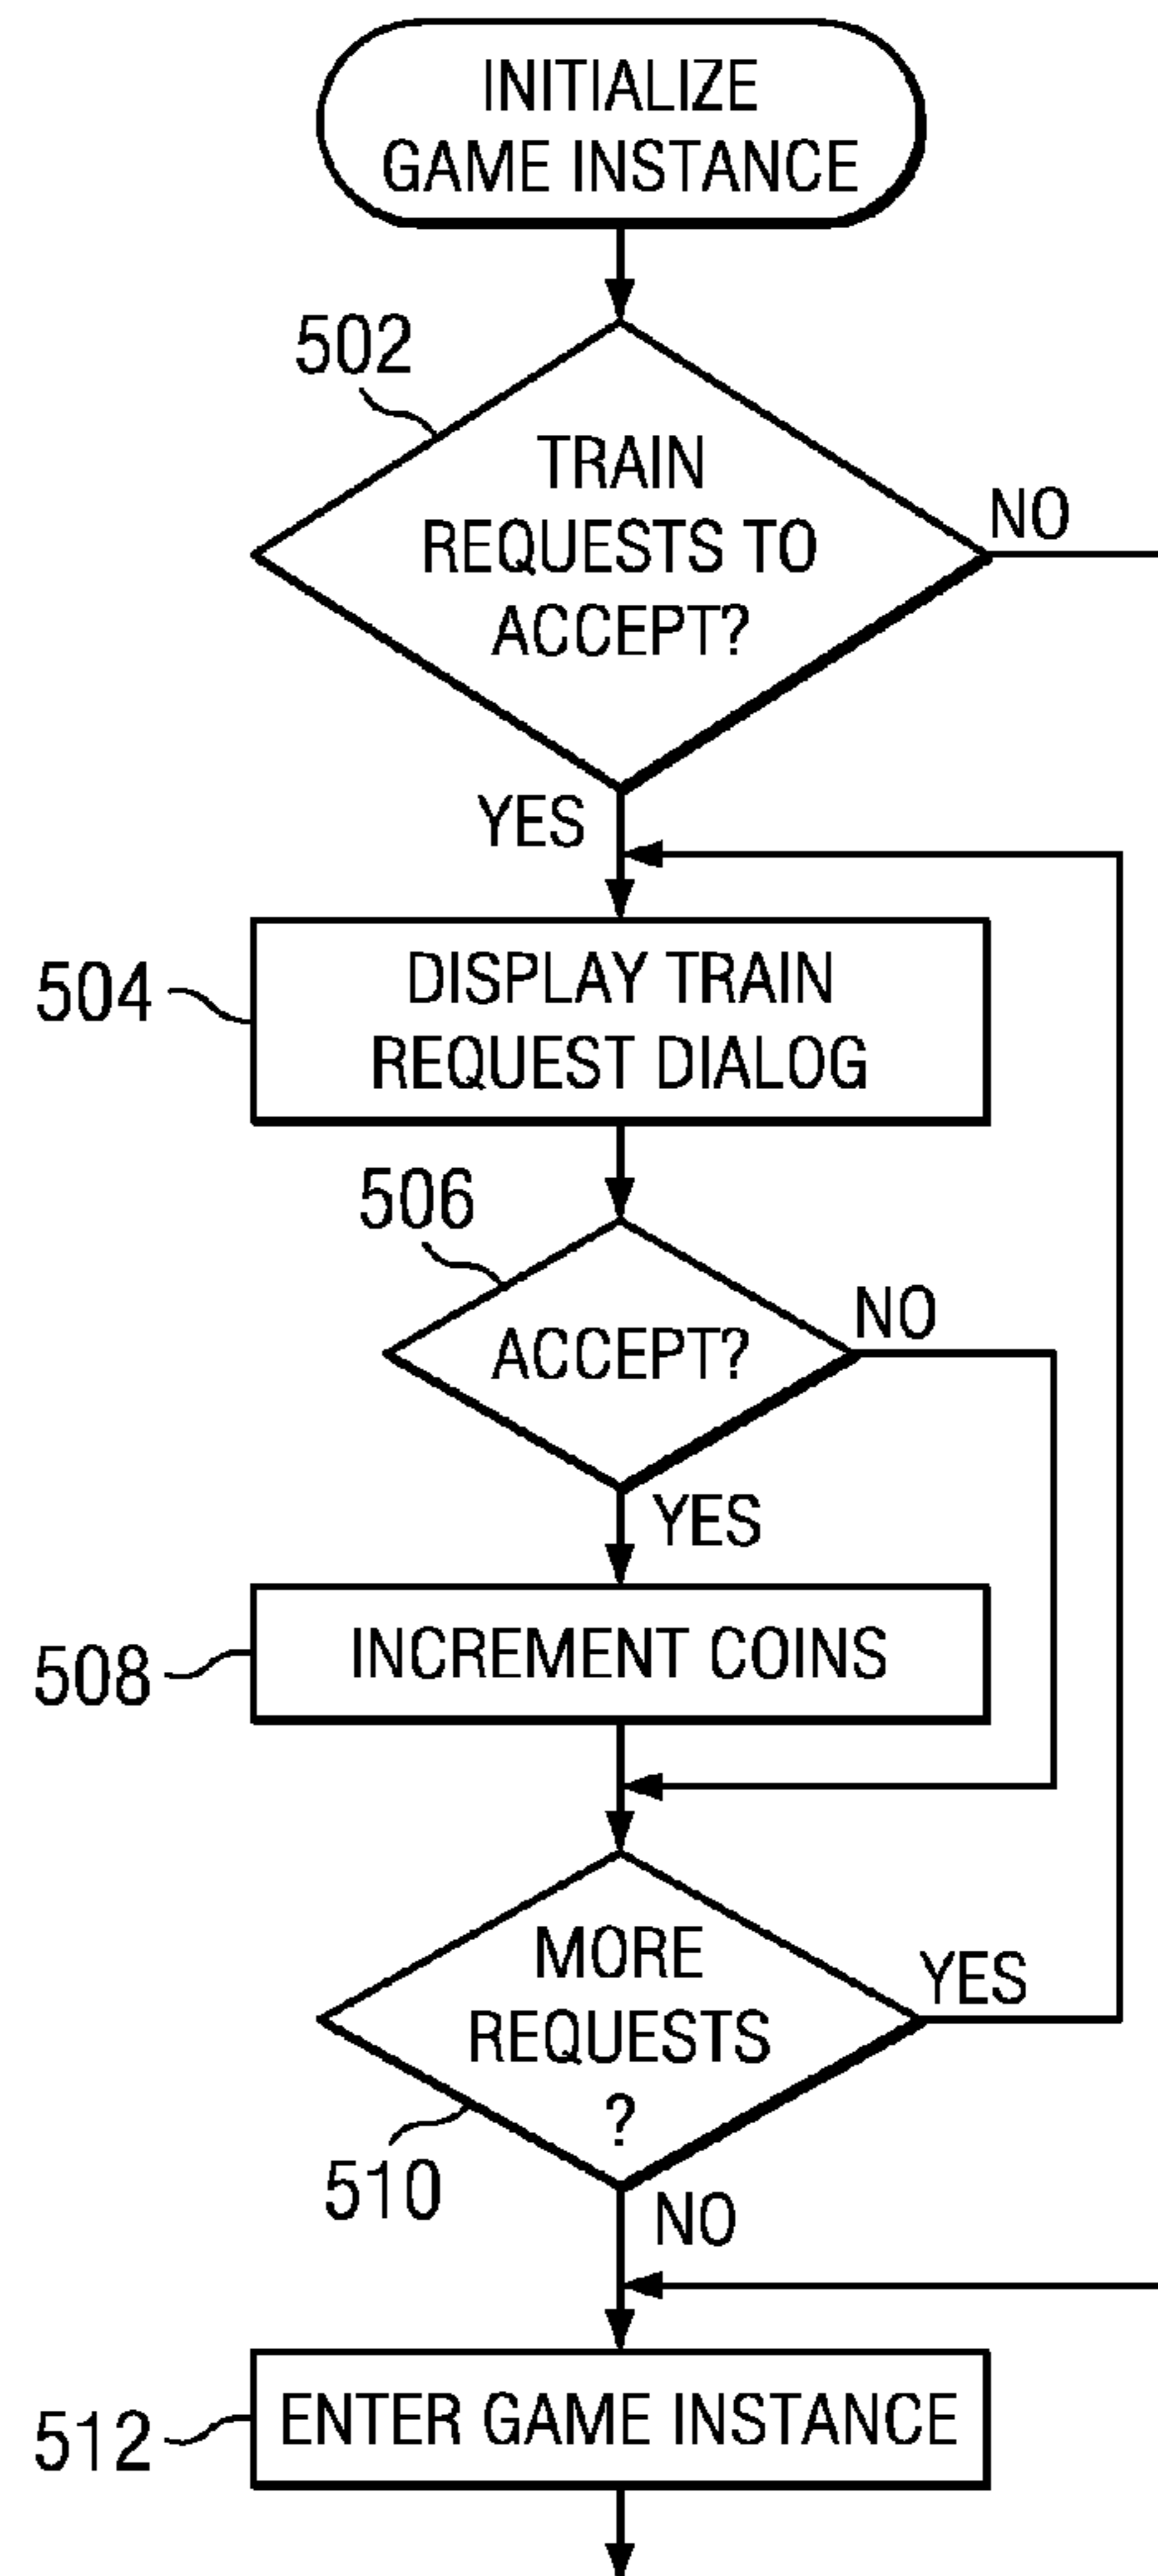 INITIALIZE
GAME INSTANCE
502
TRAIN
REQUESTS TO
ACCEPT?
NO
YES
504
DISPLAY TRAIN
REQUEST DIALOG
506
ACCEPT?
NO
YES
508
INCREMENT COINS
MORE
REQUESTS
?
YES
510
NO
512
ENTER GAME INSTANCE